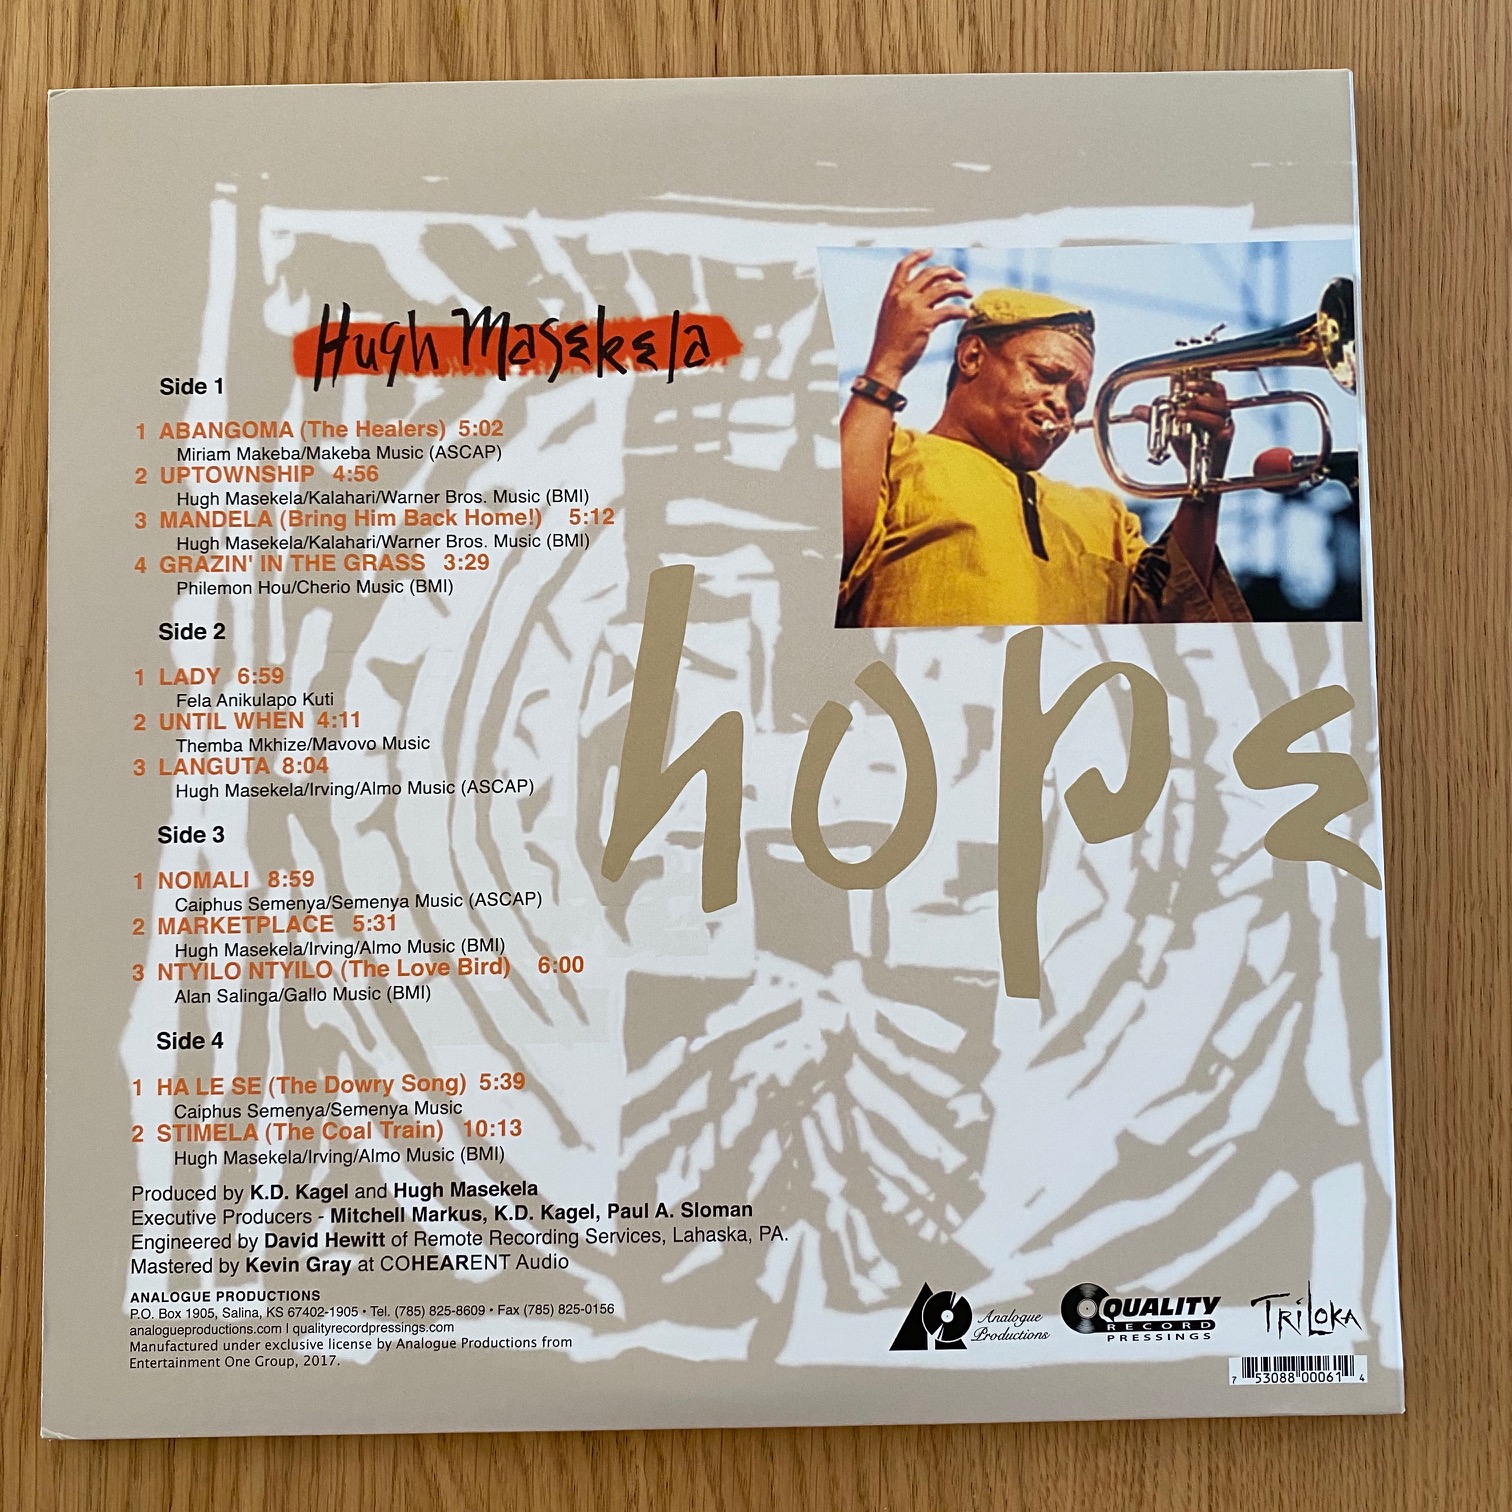 Hugh Masekela
Side 1
1 ABANGOMA (The Healers) 5:02
Miriam Makeba/Makeba Music (ASCAP)
2 UPTOWNSHIP 4:56
Hugh Masekela/Kalahari/Warner Bros. Music (BMI)
3 MANDELA (Bring Him Back Home!) 5:12
Hugh Masekela/Kalahari/Warner Bros. Music (BMI)
4 GRAZIN' IN THE GRASS 3:29
Philemon Hou/Cherio Music (BMI)
Side 2
1 LADY 6:59
Fela Anikulapo Kuti
2 UNTIL WHEN 4:11
Themba Mkhize/Mavovo Music
3 LANGUTA 8:04
Hugh Masekela/Irving/Almo Music (ASCAP)
Side 3
1 NOMALI 8:59
Caiphus Semenya/Semenya Music (ASCAP)
2 MARKETPLACE 5:31
Hugh Masekela/Irving/Almo Music (BMI)
3 NTYILO NTYILO (The Love Bird) 6:00
Alan Salinga/Gallo Music (BMI)
Side 4
1 HA LE SE (The Dowry Song) 5:39
Caiphus Semenya/Semenya Music
2 STIMELA (The Coal Train) 10:13
Hugh Masekela/Irving/Almo Music (BMI)
hope
Produced by K.D. Kagel and Hugh Masekela
Executive Producers - Mitchell Markus, K.D. Kagel, Paul A. Sloman
Engineered by David Hewitt of Remote Recording Services, Lahaska, PA.
Mastered by Kevin Gray at COHEARENT Audio
ANALOGUE PRODUCTIONS
P.O. Box 1905, Salina, KS 67402-1905 • Tel. (785) 825-8609 • Fax (785) 825-0156
analogueproductions.com | qualityrecordpressings.com
Manufactured under exclusive license by Analogue Productions from
Entertainment One Group, 2017.
Analogue
Productions
QUALITY
RECORD
PRESSINGS
TRiLOKA
7 53088 00061 4